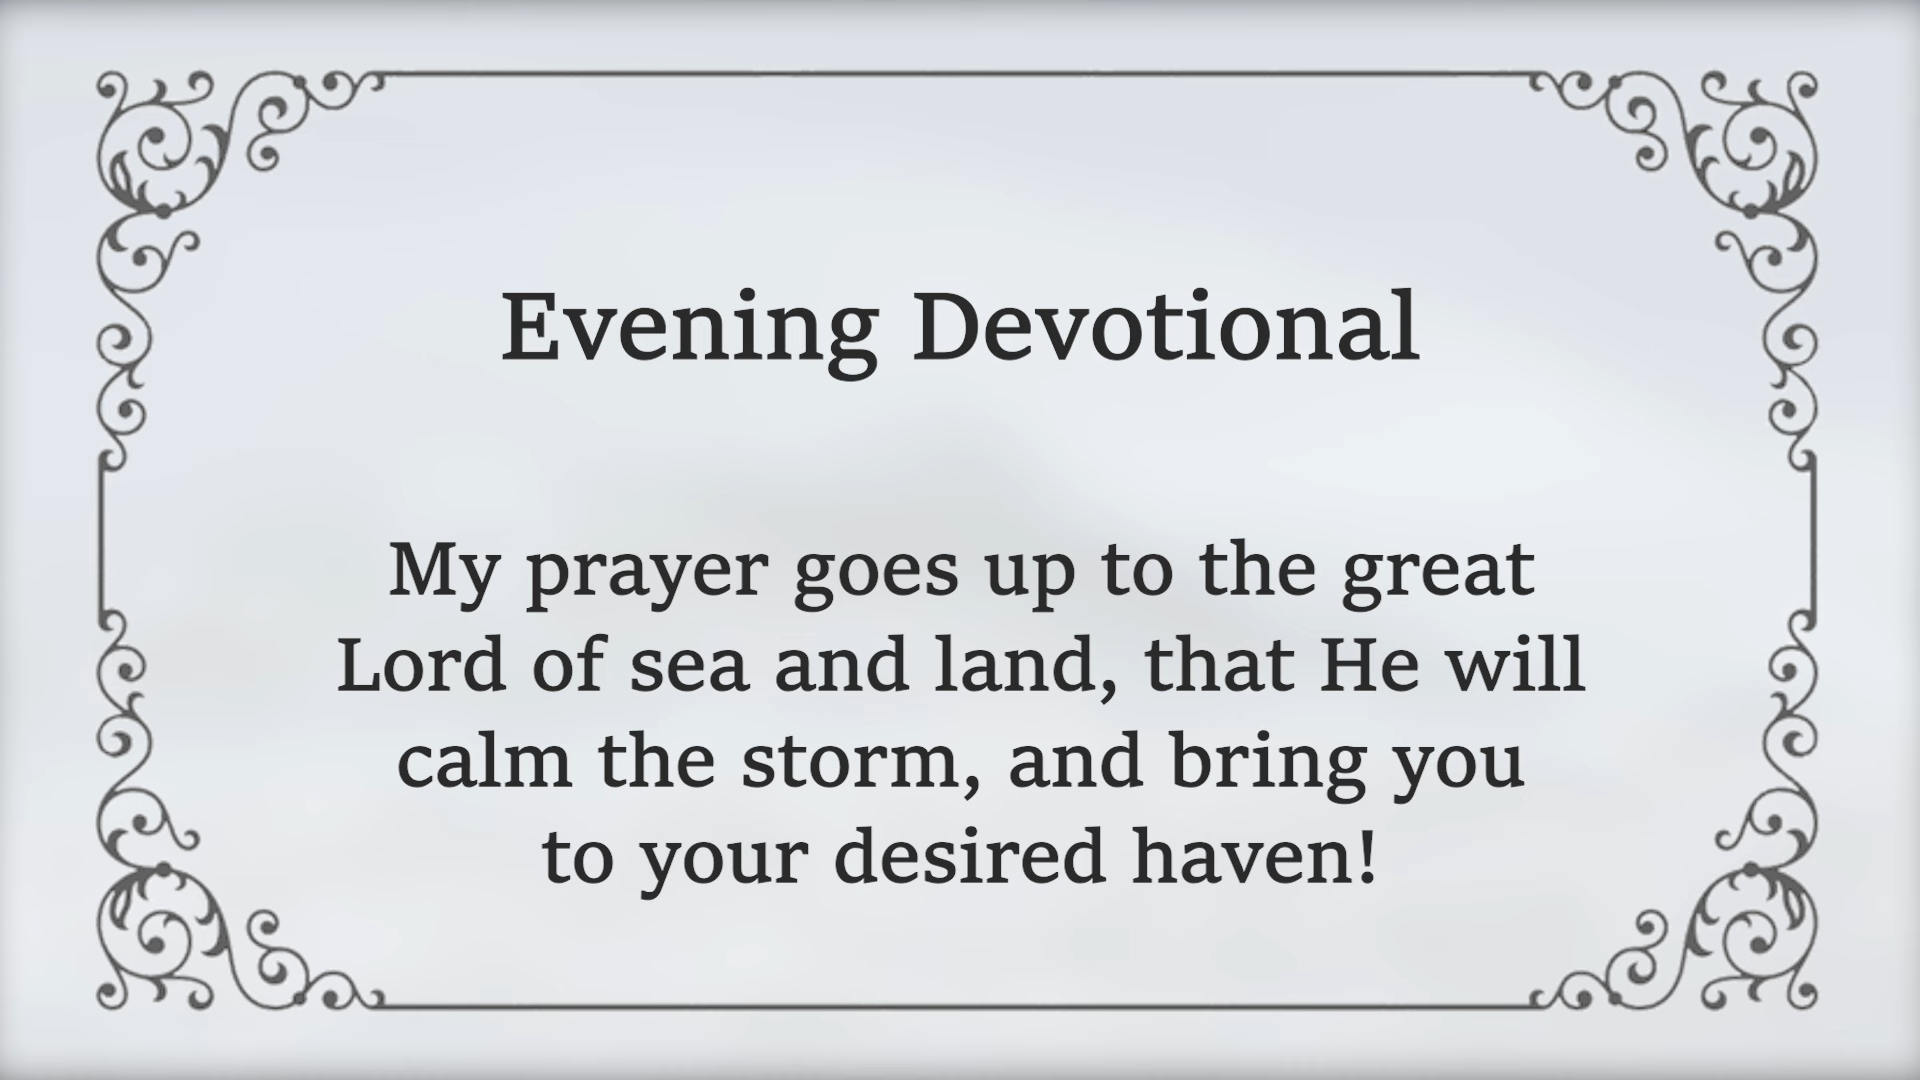 Evening Devotional
My prayer goes up to the great
Lord of sea and land, that He will
calm the storm, and bring you
to your desired haven!